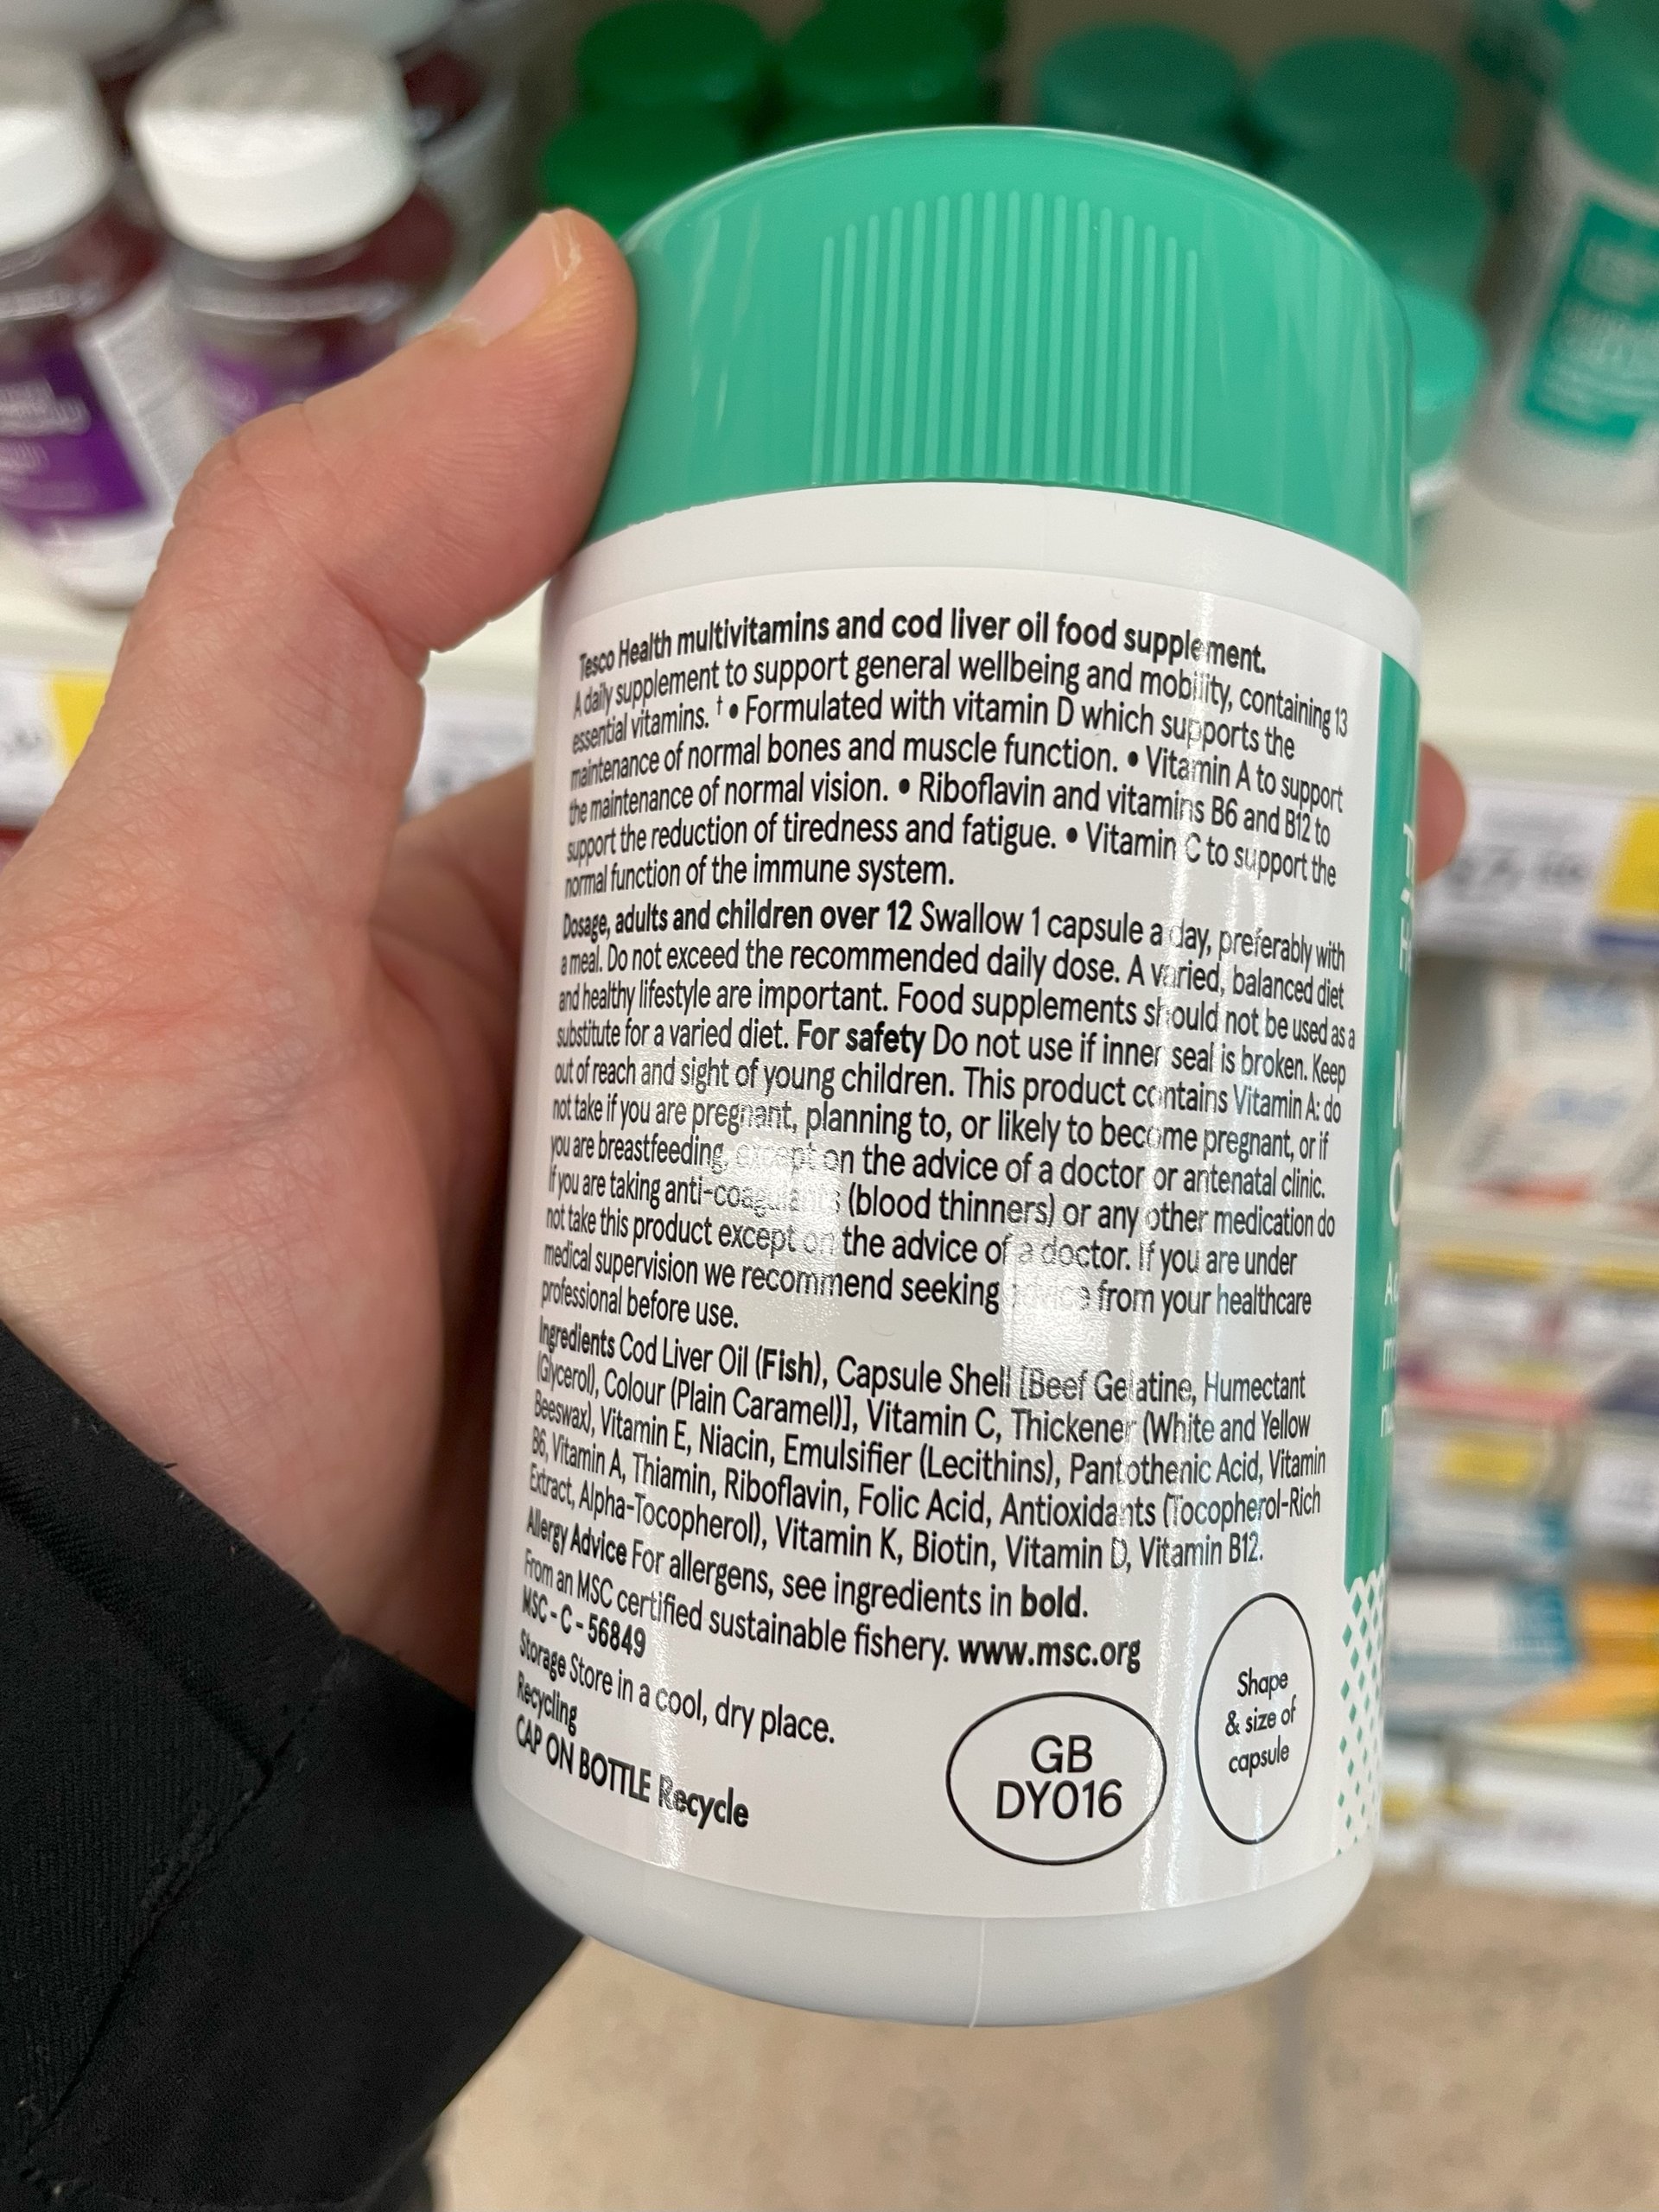 Tesco Health multivitamins and cod liver oil food supplement.
A daily supplement to support general wellbeing and mobility, containing 13
essential vitamins. † • Formulated with vitamin D which supports the
maintenance of normal bones and muscle function. • Vitamin A to support
the maintenance of normal vision. • Riboflavin and vitamins B6 and B12 to
support the reduction of tiredness and fatigue. • Vitamin C to support the
normal function of the immune system.
Dosage, adults and children over 12 Swallow 1 capsule a day, preferably with
a meal. Do not exceed the recommended daily dose. A varied, balanced diet
and healthy lifestyle are important. Food supplements should not be used as a
substitute for a varied diet. For safety Do not use if inner seal is broken. Keep
out of reach and sight of young children. This product contains Vitamin A: do
not take if you are pregnant, planning to, or likely to become pregnant, or if
you are breastfeeding, except on the advice of a doctor or antenatal clinic.
If you are taking anti-coagulants (blood thinners) or any other medication do
not take this product except on the advice of a doctor. If you are under
medical supervision we recommend seeking advice from your healthcare
professional before use.
Ingredients Cod Liver Oil (Fish), Capsule Shell [Beef Gelatine, Humectant
(Glycerol), Colour (Plain Caramel)], Vitamin C, Thickener (White and Yellow
Beeswax), Vitamin E, Niacin, Emulsifier (Lecithins), Pantothenic Acid, Vitamin
B6, Vitamin A, Thiamin, Riboflavin, Folic Acid, Antioxidants (Tocopherol-Rich
Extract, Alpha-Tocopherol), Vitamin K, Biotin, Vitamin D, Vitamin B12.
Allergy Advice For allergens, see ingredients in bold.
From an MSC certified sustainable fishery. www.msc.org
MSC - C - 56849
Storage Store in a cool, dry place.
Recycling
CAP ON BOTTLE Recycle
GB
DY016
Shape
& size of
capsule